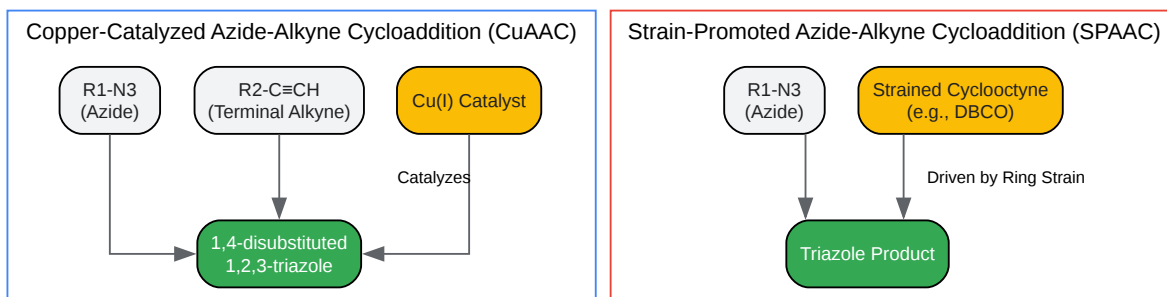 Copper-Catalyzed Azide-Alkyne Cycloaddition (CuAAC)
R1-N3
(Azide)
R2-C≡CH
(Terminal Alkyne)
Cu(I) Catalyst
Catalyzes
1,4-disubstituted
1,2,3-triazole
Strain-Promoted Azide-Alkyne Cycloaddition (SPAAC)
R1-N3
(Azide)
Strained Cyclooctyne
(e.g., DBCO)
Driven by Ring Strain
Triazole Product